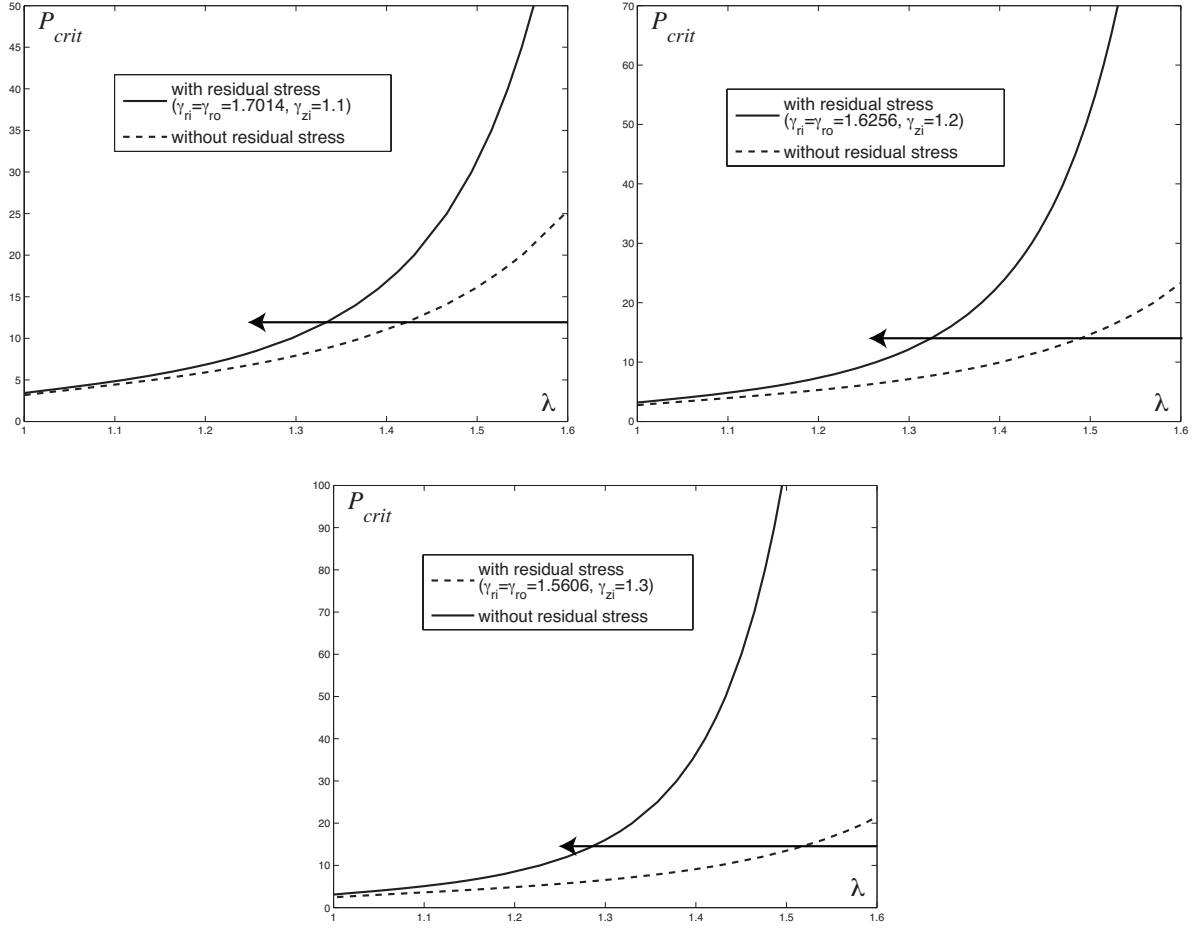 P_crit
50
45
40
35
30
25
20
15
10
5
0
with residual stress
(γ_ri=γ_ro=1.7014, γ_zi=1.1)
without residual stress
λ
1 1.1 1.2 1.3 1.4 1.5 1.6
P_crit
70
60
50
40
30
20
10
0
with residual stress
(γ_ri=γ_ro=1.6256, γ_zi=1.2)
without residual stress
λ
1 1.1 1.2 1.3 1.4 1.5 1.6
P_crit
100
90
80
70
60
50
40
30
20
10
0
with residual stress
(γ_ri=γ_ro=1.5606, γ_zi=1.3)
without residual stress
λ
1 1.1 1.2 1.3 1.4 1.5 1.6